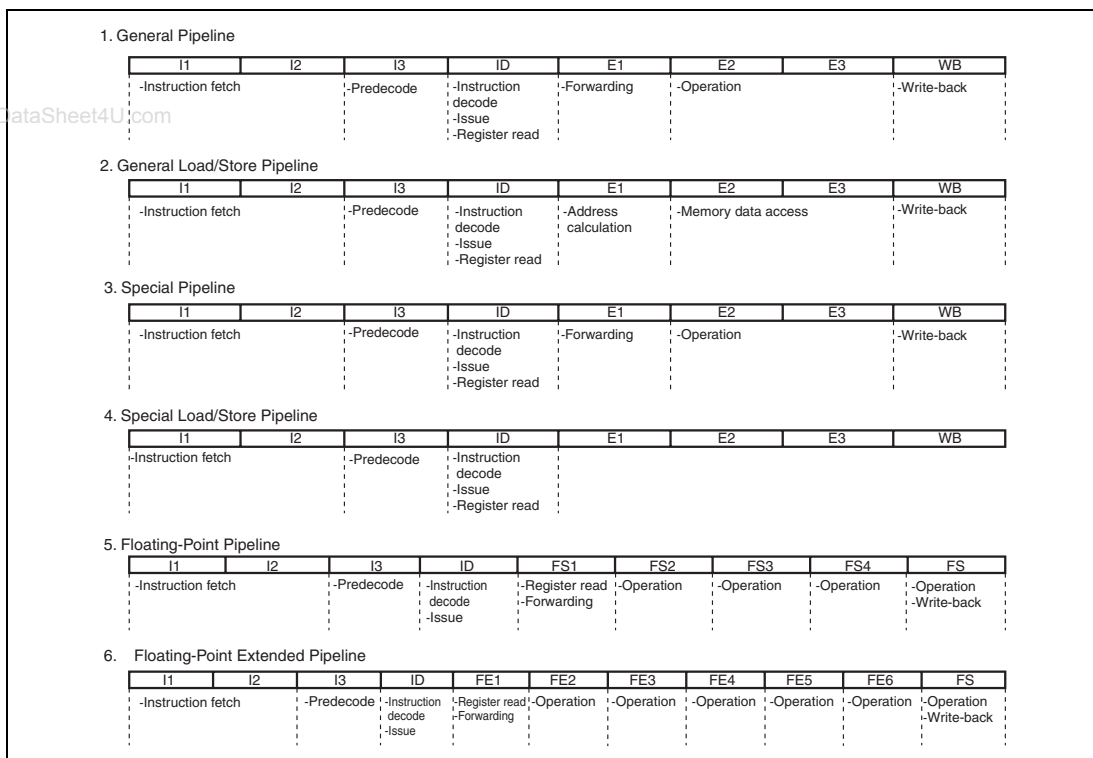 1. General Pipeline
I1 I2 I3 ID E1 E2 E3 WB
-Instruction fetch -Predecode -Instruction -Forwarding -Operation -Write-back
decode
DataSheet4U.com
-Issue
-Register read
2. General Load/Store Pipeline
I1 I2 I3 ID E1 E2 E3 WB
-Instruction fetch -Predecode -Instruction -Address -Memory data access -Write-back
decode calculation
-Issue
-Register read
3. Special Pipeline
I1 I2 I3 ID E1 E2 E3 WB
-Instruction fetch -Predecode -Instruction -Forwarding -Operation -Write-back
decode
-Issue
-Register read
4. Special Load/Store Pipeline
I1 I2 I3 ID E1 E2 E3 WB
-Instruction fetch -Predecode -Instruction
decode
-Issue
-Register read
5. Floating-Point Pipeline
I1 I2 I3 ID FS1 FS2 FS3 FS4 FS
-Instruction fetch -Predecode -Instruction -Register read -Operation -Operation -Operation -Operation
decode -Forwarding -Write-back
-Issue
6. Floating-Point Extended Pipeline
I1 I2 I3 ID FE1 FE2 FE3 FE4 FE5 FE6 FS
-Instruction fetch -Predecode -Instruction -Register read -Operation -Operation -Operation -Operation -Operation -Operation
decode -Forwarding -Write-back
-Issue